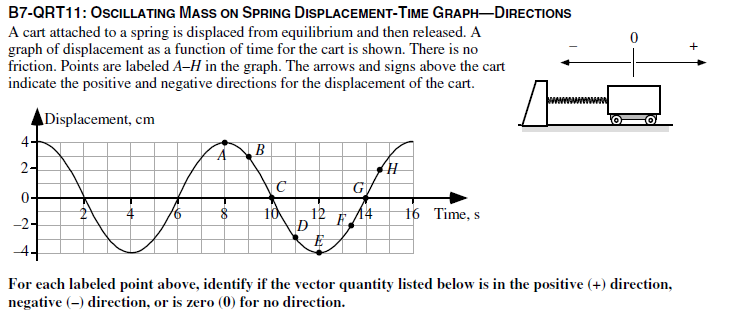 B7-QRT11: OSCILLATING MASS ON SPRING DISPLACEMENT-TIME GRAPH—DIRECTIONS
A cart attached to a spring is displaced from equilibrium and then released. A
graph of displacement as a function of time for the cart is shown. There is no
friction. Points are labeled A–H in the graph. The arrows and signs above the cart
indicate the positive and negative directions for the displacement of the cart.
– 0 +
Displacement, cm
4
2
0
–2
–4
A B C D E F G H
2 4 6 8 10 12 14 16 Time, s
For each labeled point above, identify if the vector quantity listed below is in the positive (+) direction,
negative (–) direction, or is zero (0) for no direction.